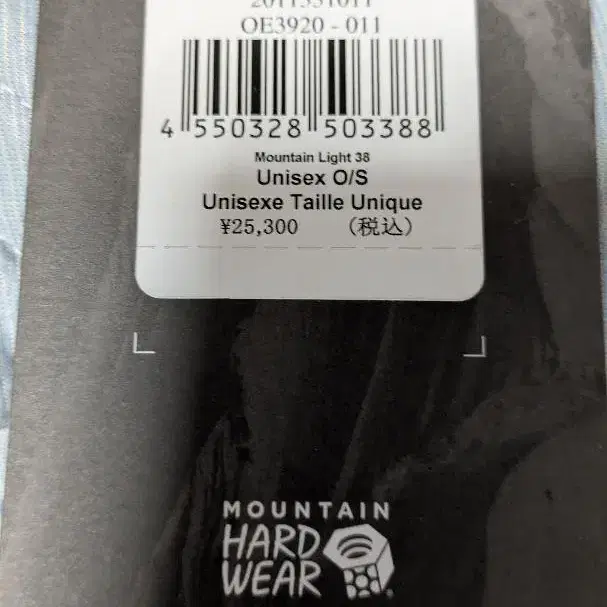 OE3920 - 011
4 550328 503388
Mountain Light 38
Unisex O/S
Unisexe Taille Unique
¥25,300 （税込）
MOUNTAIN
HARD
WEAR